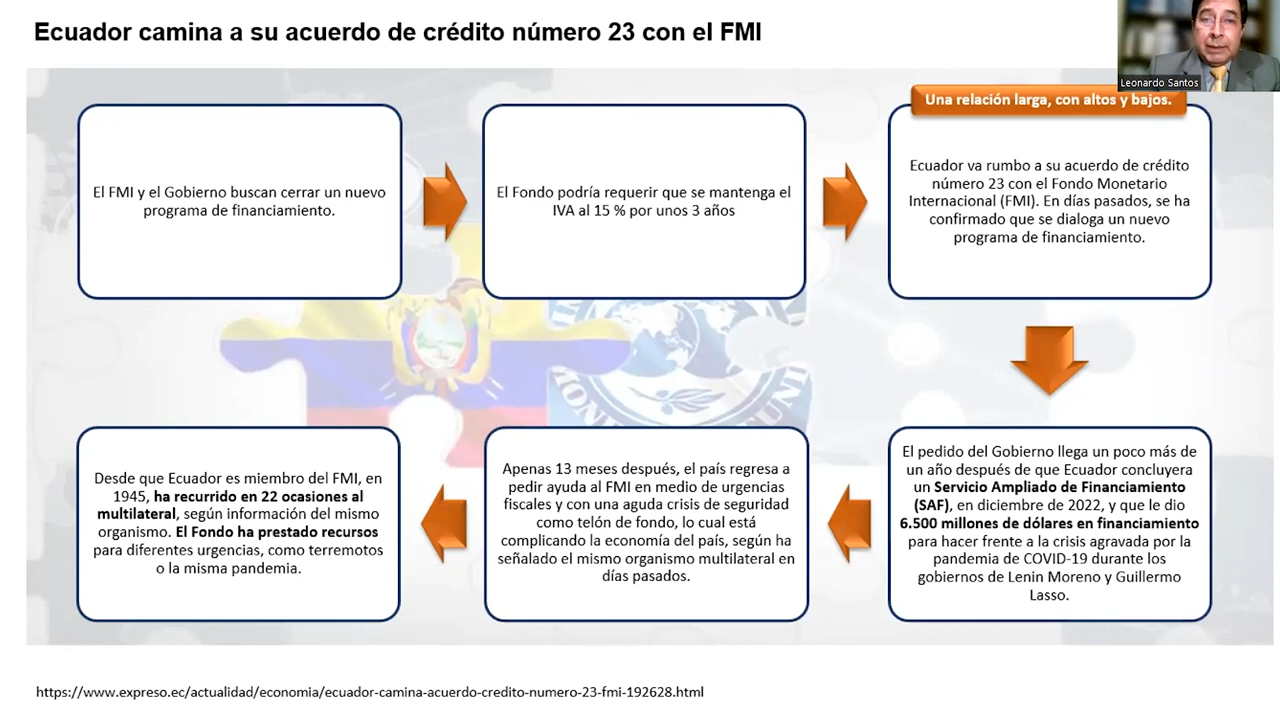 Ecuador camina a su acuerdo de crédito número 23 con el FMI
Leonardo Santos
El FMI y el Gobierno buscan cerrar un nuevo
programa de financiamiento.
El Fondo podría requerir que se mantenga el
IVA al 15 % por unos 3 años
Una relación larga, con altos y bajos.
Ecuador va rumbo a su acuerdo de crédito
número 23 con el Fondo Monetario
Internacional (FMI). En días pasados, se ha
confirmado que se dialoga un nuevo
programa de financiamiento.
El pedido del Gobierno llega un poco más de
un año después de que Ecuador concluyera
un Servicio Ampliado de Financiamiento
(SAF), en diciembre de 2022, y que le dio
6.500 millones de dólares en financiamiento
para hacer frente a la crisis agravada por la
pandemia de COVID-19 durante los
gobiernos de Lenin Moreno y Guillermo
Lasso.
Apenas 13 meses después, el país regresa a
pedir ayuda al FMI en medio de urgencias
fiscales y con una aguda crisis de seguridad
como telón de fondo, lo cual está
complicando la economía del país, según ha
señalado el mismo organismo multilateral en
días pasados.
Desde que Ecuador es miembro del FMI, en
1945, ha recurrido en 22 ocasiones al
multilateral, según información del mismo
organismo. El Fondo ha prestado recursos
para diferentes urgencias, como terremotos
o la misma pandemia.
https://www.expreso.ec/actualidad/economia/ecuador-camina-acuerdo-credito-numero-23-fmi-192628.html